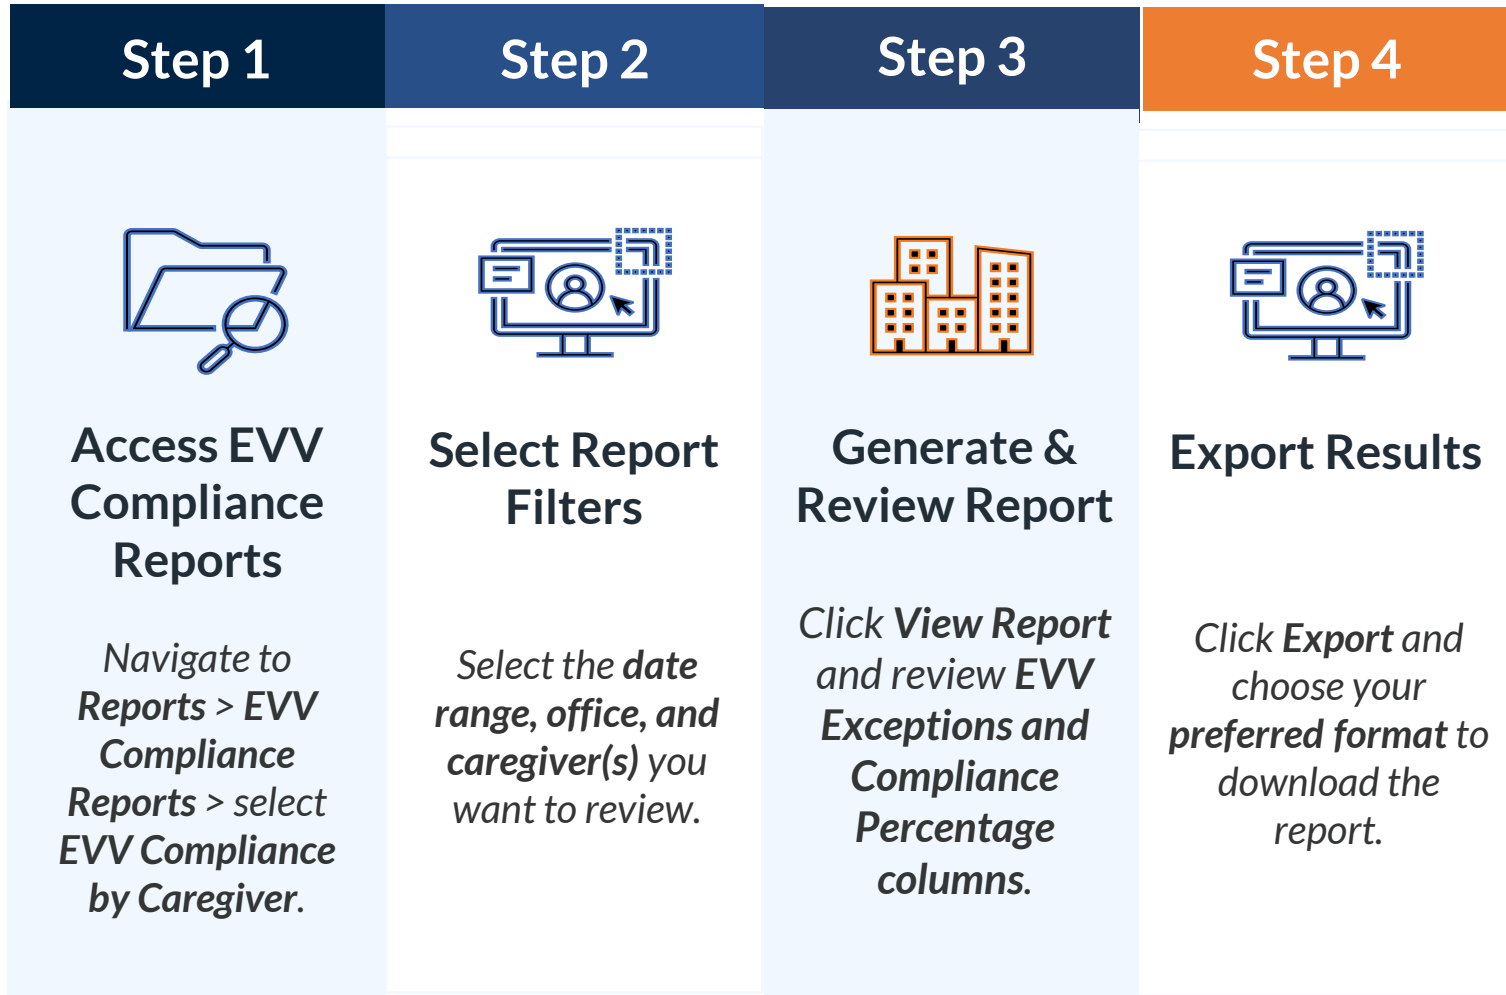 Step 1
Access EVV
Compliance
Reports
Navigate to
Reports > EVV
Compliance
Reports > select
EVV Compliance
by Caregiver.
Step 2
Select Report
Filters
Select the date
range, office, and
caregiver(s) you
want to review.
Step 3
Generate &
Review Report
Click View Report
and review EVV
Exceptions and
Compliance
Percentage
columns.
Step 4
Export Results
Click Export and
choose your
preferred format to
download the
report.